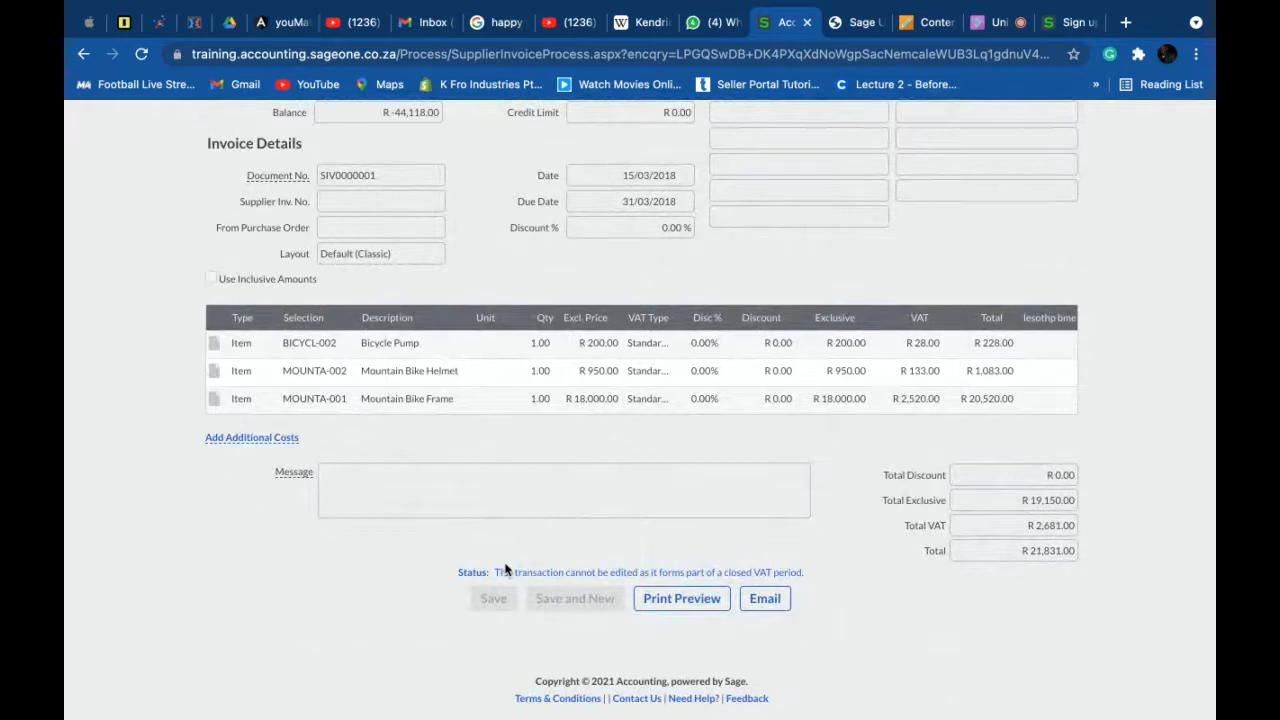 youMa
(1236)
Inbox (
happy
(1236)
Kendri
(4) Wh
Acc
Sage U
Conter
Uni
Sign u
training.accounting.sageone.co.za/Process/SupplierInvoiceProcess.aspx?encqry=LPGQSwDB+DK4PXqXdNoWgpSacNemcaleWUB3Lq1gdnuV4...
Football Live Stre...
Gmail
YouTube
Maps
K Fro Industries Pt...
Watch Movies Onli...
Seller Portal Tutori...
Lecture 2 - Before...
»
Reading List
Balance R -44,118.00 Credit Limit R 0.00
Invoice Details
Document No. SIV0000001 Date 15/03/2018
Supplier Inv. No. Due Date 31/03/2018
From Purchase Order Discount % 0.00 %
Layout Default (Classic)
Use Inclusive Amounts
Type Selection Description Unit Qty Excl. Price VAT Type Disc % Discount Exclusive VAT Total lesothp bme
Item BICYCL-002 Bicycle Pump 1.00 R 200.00 Standar... 0.00% R 0.00 R 200.00 R 28.00 R 228.00
Item MOUNTA-002 Mountain Bike Helmet 1.00 R 950.00 Standar... 0.00% R 0.00 R 950.00 R 133.00 R 1,083.00
Item MOUNTA-001 Mountain Bike Frame 1.00 R 18,000.00 Standar... 0.00% R 0.00 R 18,000.00 R 2,520.00 R 20,520.00
Add Additional Costs
Message
Total Discount R 0.00
Total Exclusive R 19,150.00
Total VAT R 2,681.00
Total R 21,831.00
Status: This transaction cannot be edited as it forms part of a closed VAT period.
Save Save and New Print Preview Email
Copyright © 2021 Accounting, powered by Sage.
Terms & Conditions | | Contact Us | Need Help? | Feedback